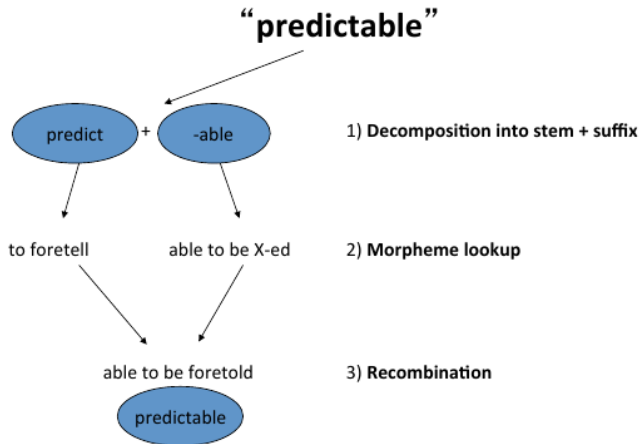 “predictable”
predict + -able 1) Decomposition into stem + suffix
to foretell able to be X-ed 2) Morpheme lookup
able to be foretold 3) Recombination
predictable